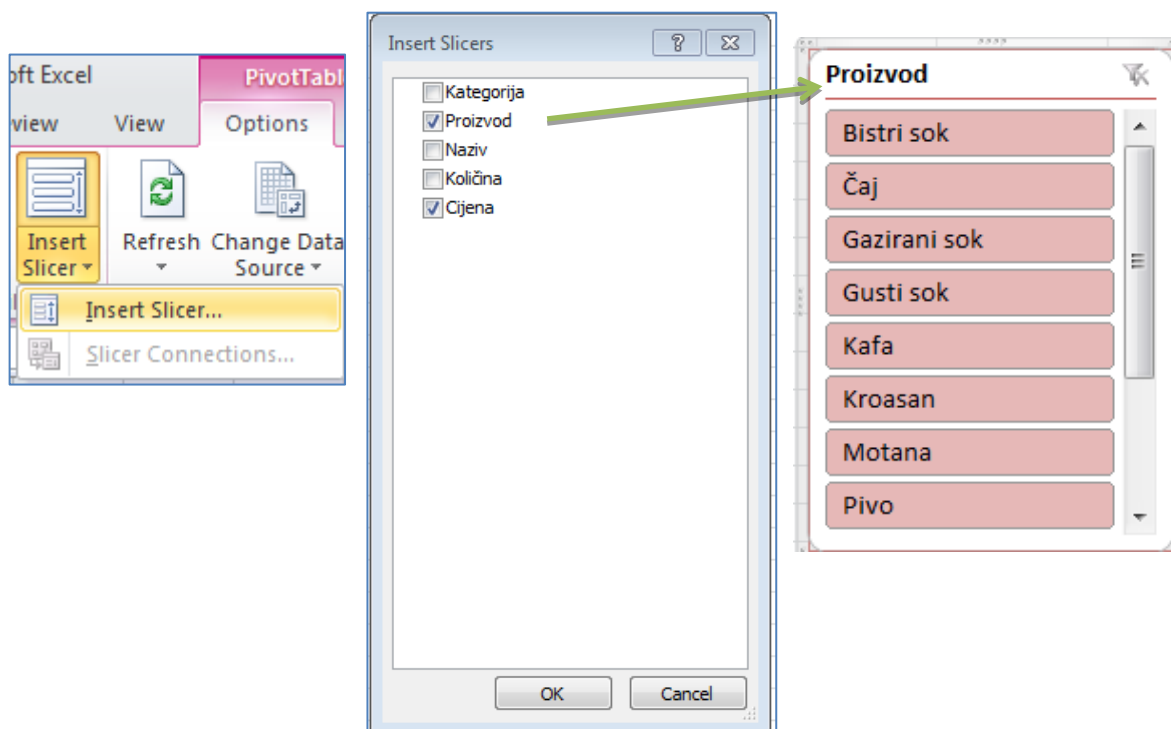 oft Excel
PivotTabl
view View Options
Insert Slicer
Refresh
Change Data Source
Insert Slicer...
Slicer Connections...
Insert Slicers
Kategorija
Proizvod
Naziv
Količina
Cijena
OK Cancel
Proizvod
Bistri sok
Čaj
Gazirani sok
Gusti sok
Kafa
Kroasan
Motana
Pivo